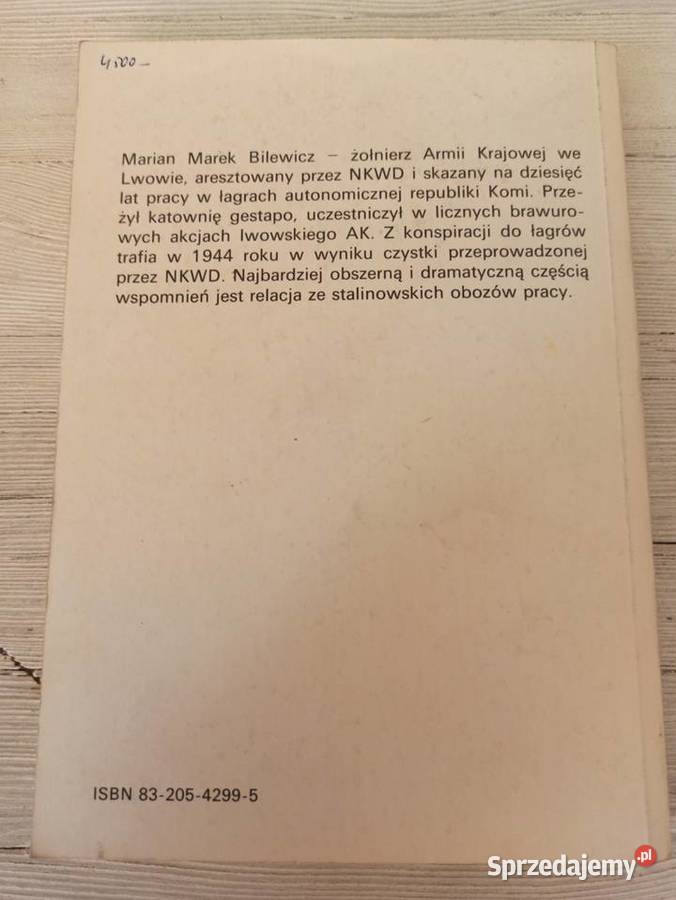 4,00-
Marian Marek Bilewicz – żołnierz Armii Krajowej we
Lwowie, aresztowany przez NKWD i skazany na dziesięć
lat pracy w łagrach autonomicznej republiki Komi. Prze-
żył katownię gestapo, uczestniczył w licznych brawuro-
wych akcjach lwowskiego AK. Z konspiracji do łagrów
trafia w 1944 roku w wyniku czystki przeprowadzonej
przez NKWD. Najbardziej obszerną i dramatyczną częścią
wspomnień jest relacja ze stalinowskich obozów pracy.
ISBN 83-205-4299-5
Sprzedajemy.pl